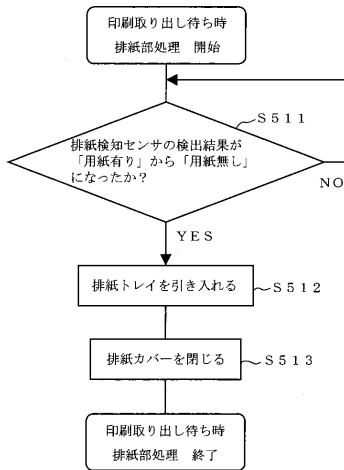 印刷取り出し待ち時
排紙部処理 開始
S511
排紙検知センサの検出結果が
「用紙有り」から「用紙無し」
になったか?
NO
YES
排紙トレイを引き入れる
S512
排紙カバーを閉じる
S513
印刷取り出し待ち時
排紙部処理 終了